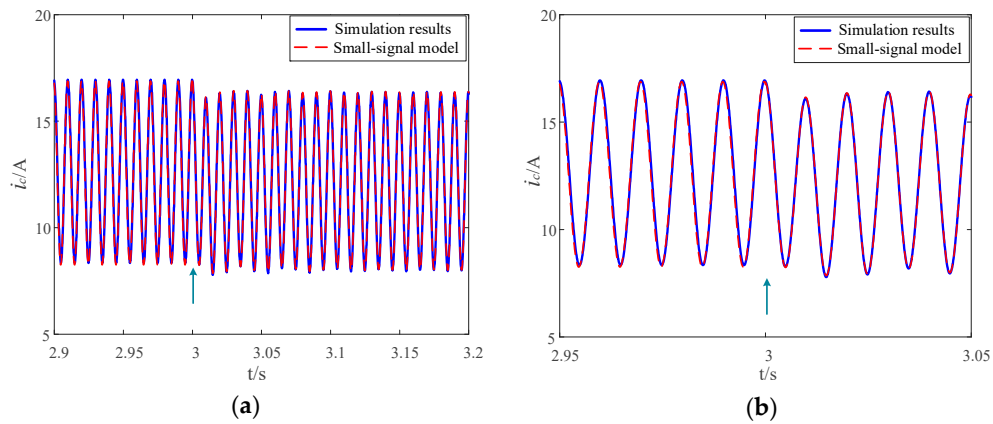 20
15
10
5
i_c/A
Simulation results
Small-signal model
2.9 2.95 3 3.05 3.1 3.15 3.2
t/s
(a)
20
15
10
5
i_c/A
Simulation results
Small-signal model
2.95 3 3.05
t/s
(b)